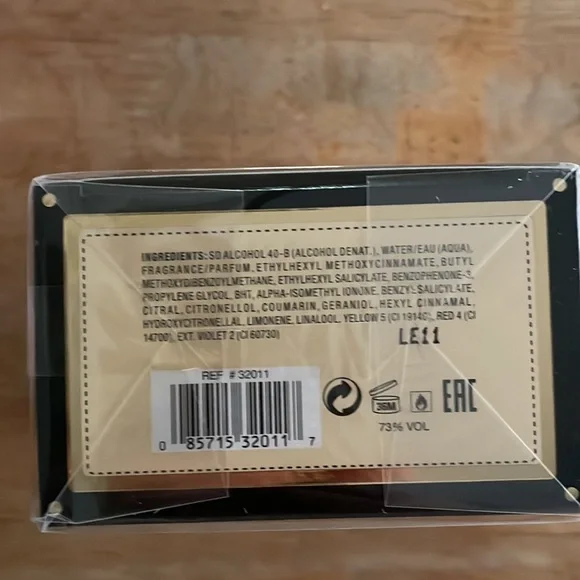 INGREDIENTS: SD ALCOHOL 40-B (ALCOHOL DENAT.), WATER/EAU (AQUA),
FRAGRANCE/PARFUM, ETHYLHEXYL METHOXYCINNAMATE, BUTYL
METHOXYDIBENZOYLMETHANE, ETHYLHEXYL SALICYLATE, BENZOPHENONE-3,
PROPYLENE GLYCOL, BHT, ALPHA-ISOMETHYL IONONE, BENZYL SALICYLATE,
CITRAL, CITRONELLOL, COUMARIN, GERANIOL, HEXYL CINNAMAL,
HYDROXYCITRONELLAL, LIMONENE, LINALOOL, YELLOW 5 (CI 19140), RED 4 (CI
14700), EXT. VIOLET 2 (CI 60730)
LE11
REF # 32011
0 85715 32011 7
36M
EAC
73% VOL